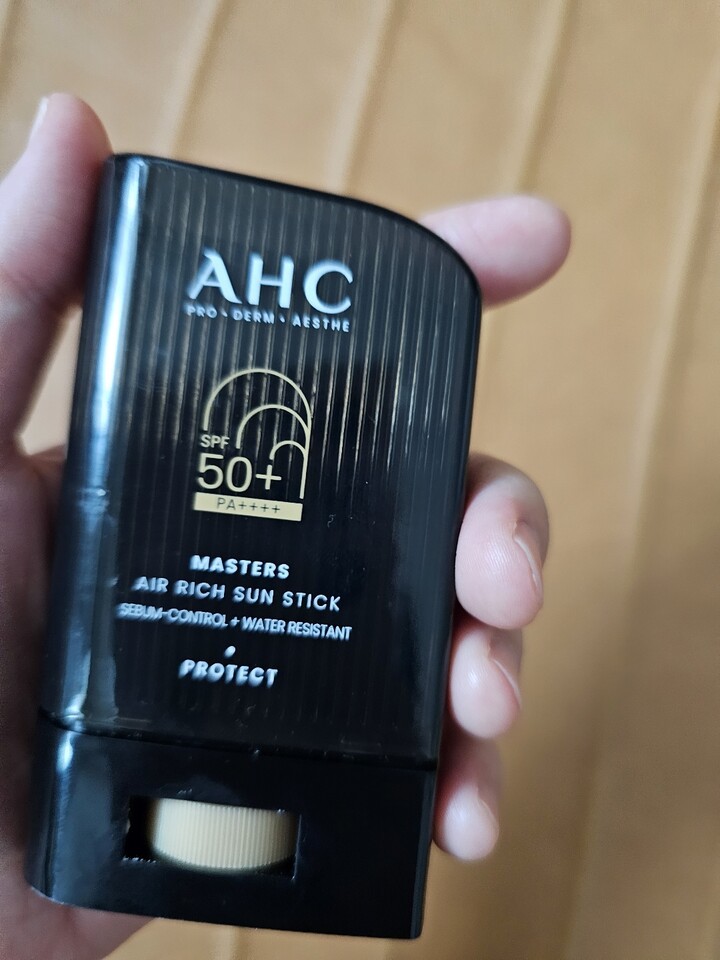 AHC
PRO • DERM • AESTHE
SPF
50+
PA++++
MASTERS
AIR RICH SUN STICK
SEBUM-CONTROL + WATER RESISTANT
PROTECT